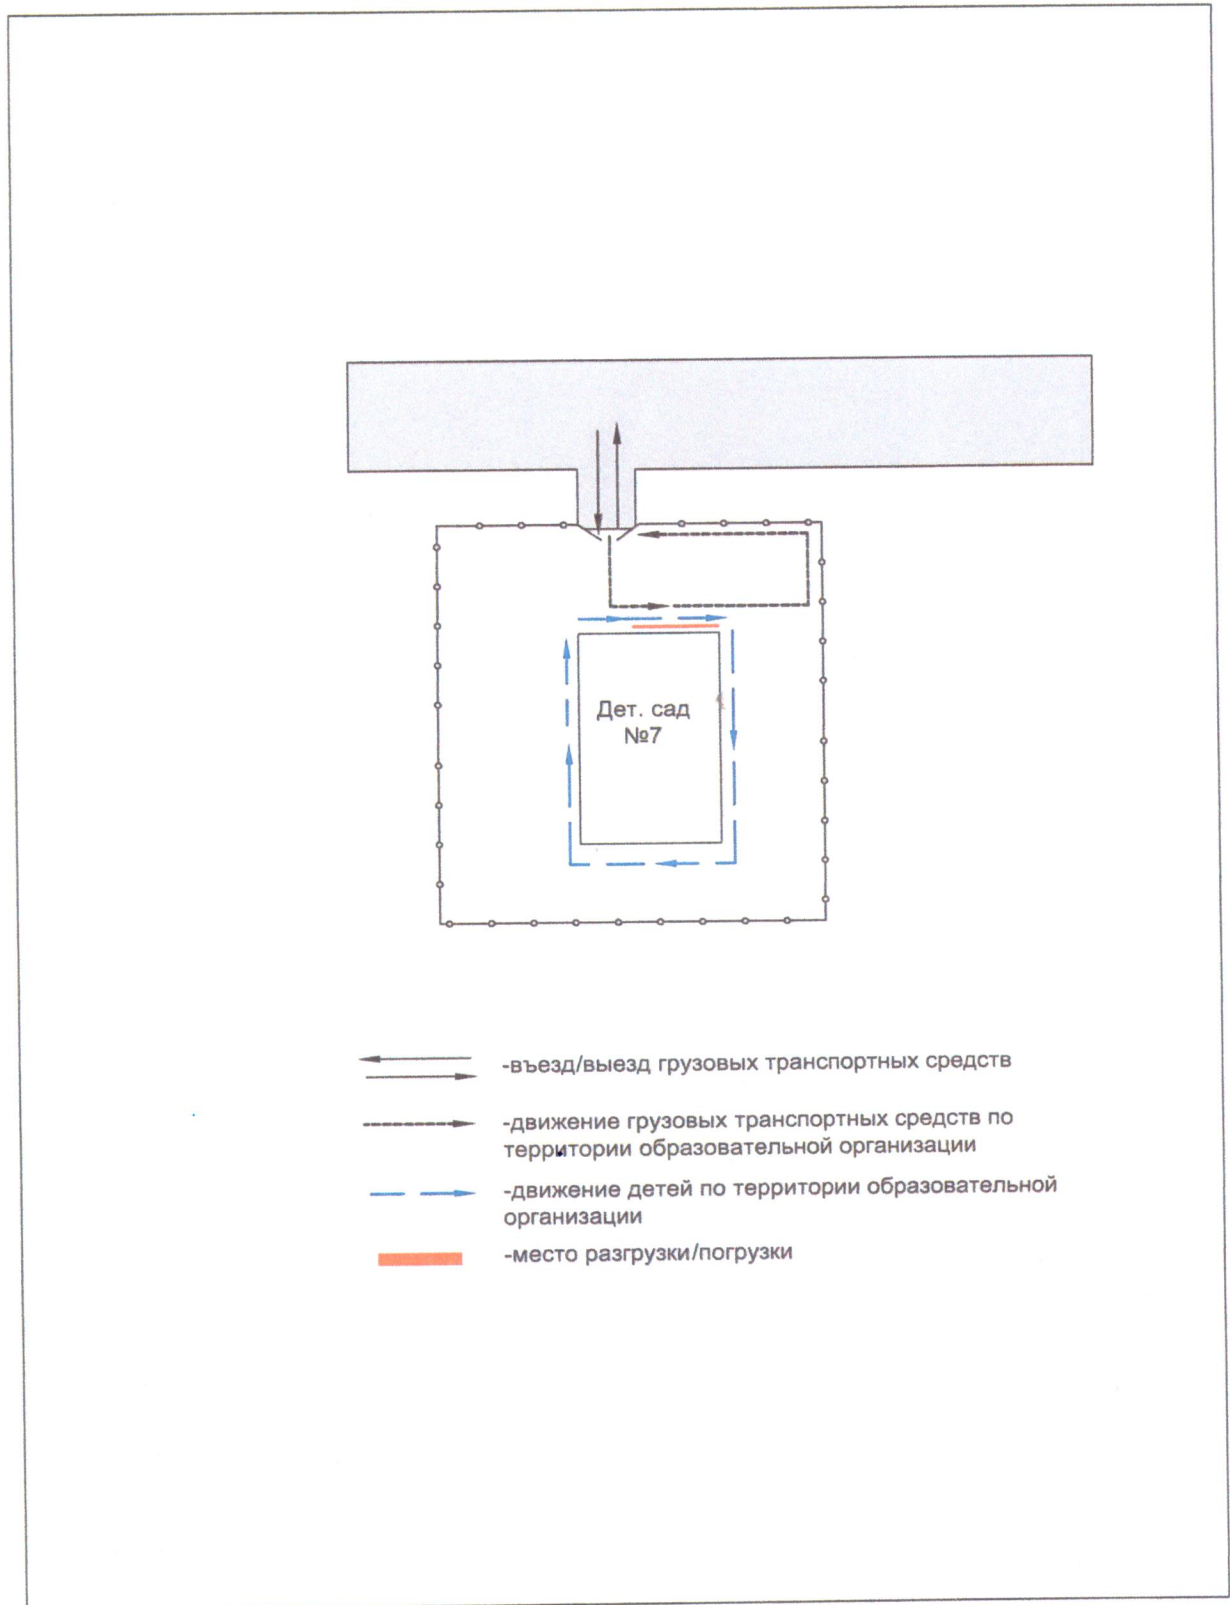 Дет. сад
№7
-въезд/выезд грузовых транспортных средств
-движение грузовых транспортных средств по
территории образовательной организации
-движение детей по территории образовательной
организации
-место разгрузки/погрузки